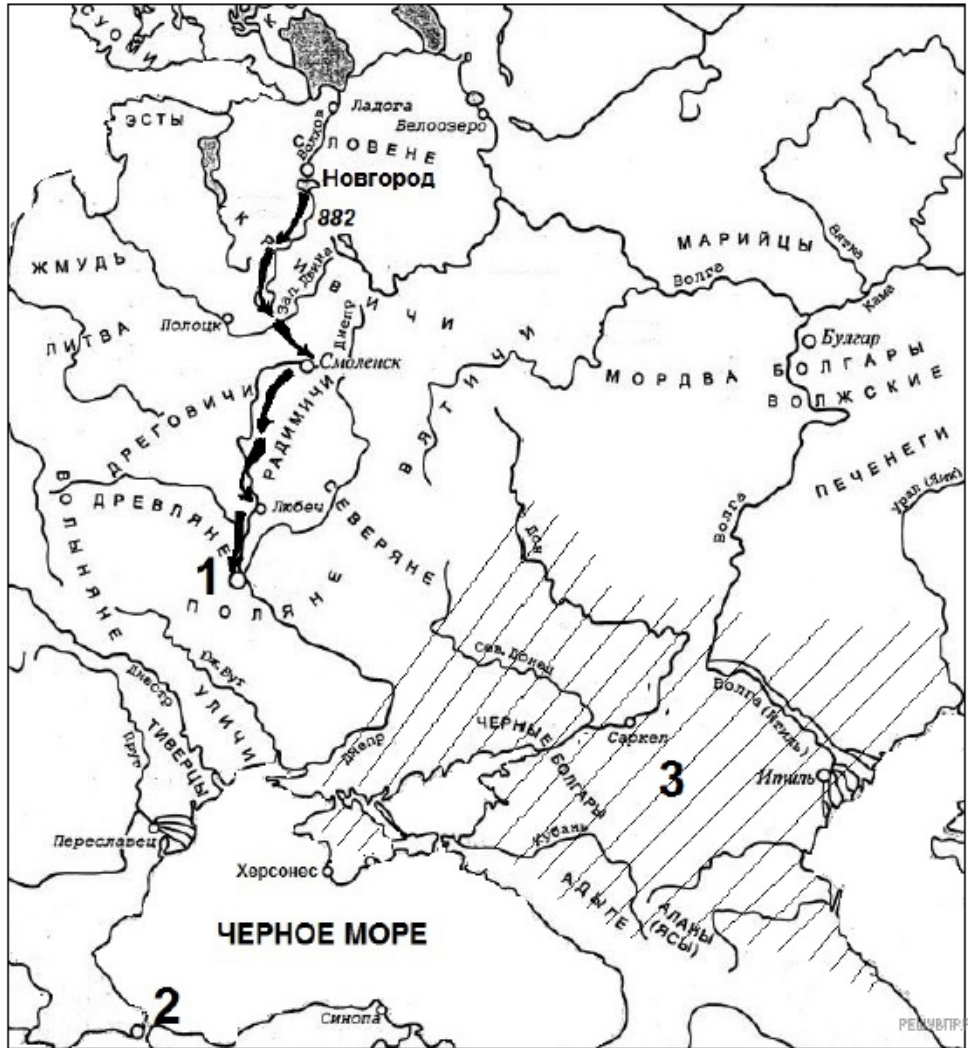 СУОМИ
К
Ладога
Белоозеро
ЭСТЫ
Волхов
СЛОВЕНЕ
Новгород
882
КРИВИЧИ
МАРИЙЦЫ
Вятка
ЖМУДЬ
Зап. Двина
Волга
Кама
Полоцк
Днепр
Булгар
ЛИТВА
Смоленск
МОРДВА
БОЛГАРЫ
ВОЛЖСКИЕ
ДРЕГОВИЧИ
РАДИМИЧИ
ВЯТИЧИ
ПЕЧЕНЕГИ
Урал (Яик)
ВОЛЫНЯНЕ
ДРЕВЛЯНЕ
Любеч
СЕВЕРЯНЕ
Дон
Волга
1
ПОЛЯНЕ
Сев. Донец
Волга (Итиль)
Днестр
УЛИЧИ
ТИВЕРЦЫ
Прут
Днепр
ЧЕРНЫЕ
БОЛГАРЫ
Саркел
3
Итиль
Переславец
Кубань
Херсонес
АДЫГЕ
АЛАНЫ
(ЯСЫ)
ЧЕРНОЕ МОРЕ
2
Синопа